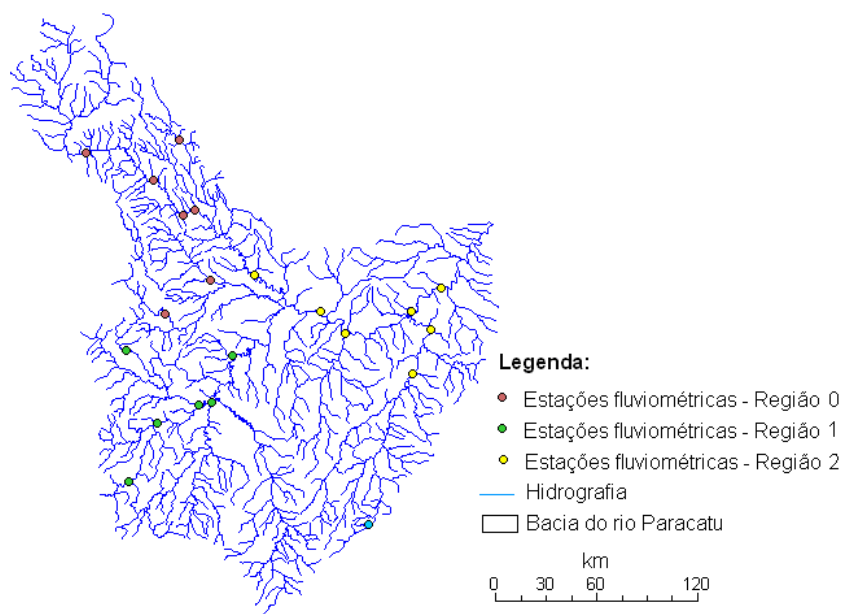 Legenda:
Estações fluviométricas - Região 0
Estações fluviométricas - Região 1
Estações fluviométricas - Região 2
Hidrografia
Bacia do rio Paracatu
km
0 30 60 120